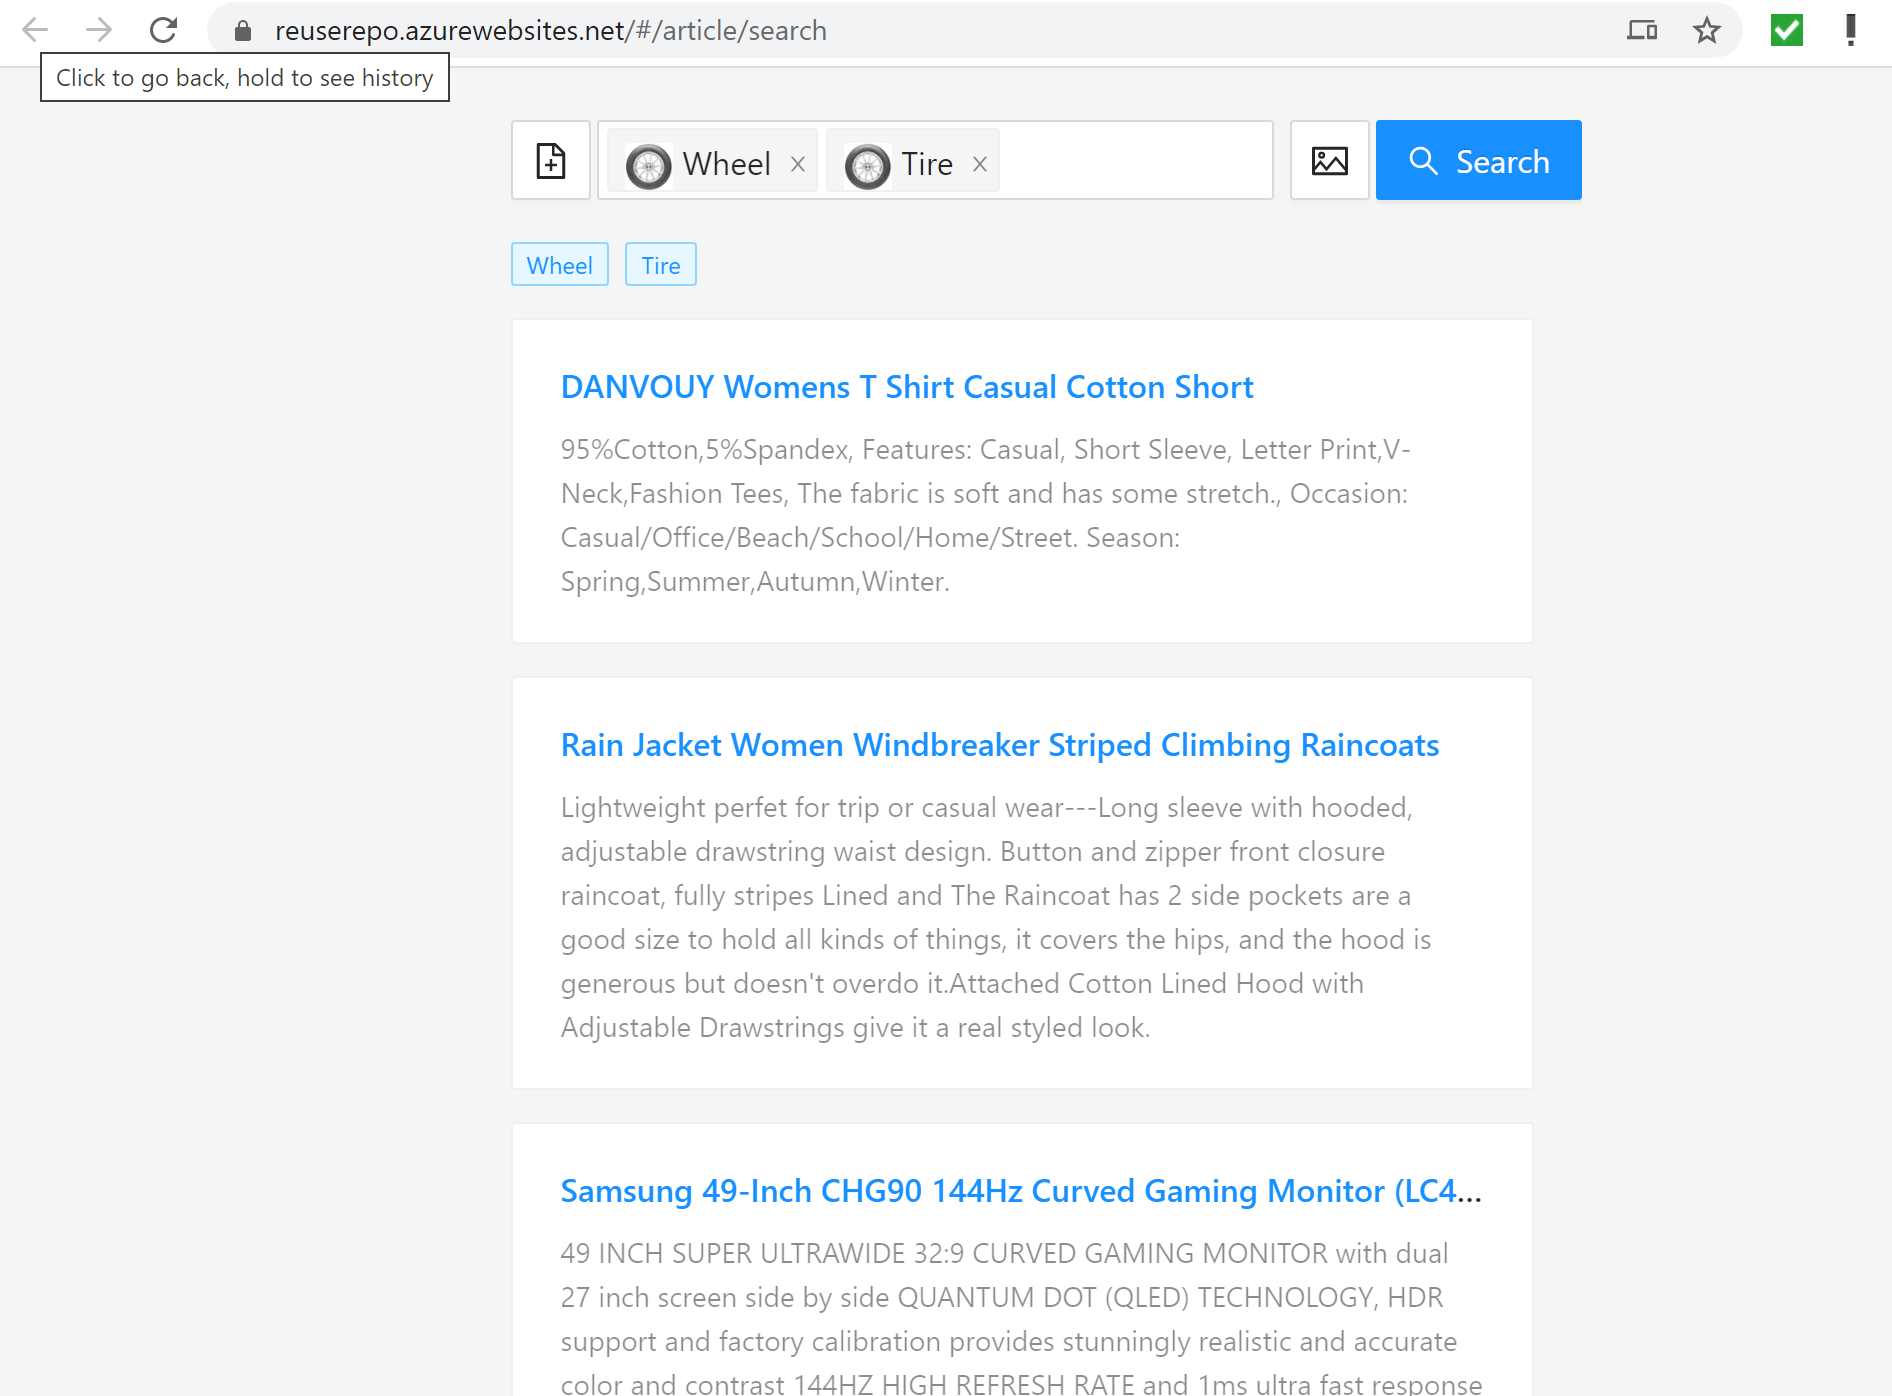 reuserepo.azurewebsites.net/#/article/search
Click to go back, hold to see history
Wheel
Tire
Search
Wheel
Tire
DANVOUY Womens T Shirt Casual Cotton Short
95%Cotton,5%Spandex, Features: Casual, Short Sleeve, Letter Print,V-
Neck,Fashion Tees, The fabric is soft and has some stretch., Occasion:
Casual/Office/Beach/School/Home/Street. Season:
Spring,Summer,Autumn,Winter.
Rain Jacket Women Windbreaker Striped Climbing Raincoats
Lightweight perfet for trip or casual wear---Long sleeve with hooded,
adjustable drawstring waist design. Button and zipper front closure
raincoat, fully stripes Lined and The Raincoat has 2 side pockets are a
good size to hold all kinds of things, it covers the hips, and the hood is
generous but doesn't overdo it.Attached Cotton Lined Hood with
Adjustable Drawstrings give it a real styled look.
Samsung 49-Inch CHG90 144Hz Curved Gaming Monitor (LC4...
49 INCH SUPER ULTRAWIDE 32:9 CURVED GAMING MONITOR with dual
27 inch screen side by side QUANTUM DOT (QLED) TECHNOLOGY, HDR
support and factory calibration provides stunningly realistic and accurate
color and contrast 144HZ HIGH REFRESH RATE and 1ms ultra fast response